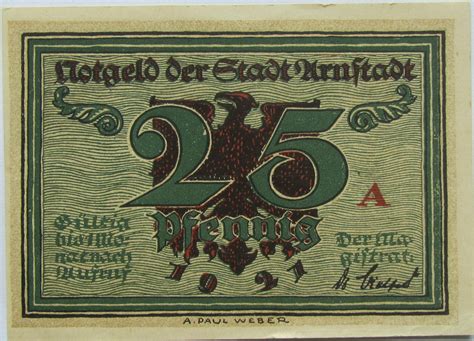 Notgeld der Stadt Arnstadt
25
A
Pfennig
Gültig
bis 1 Mo-
nat nach
Aufruf
Der Ma-
gistrat:
1921
A. PAUL WEBER